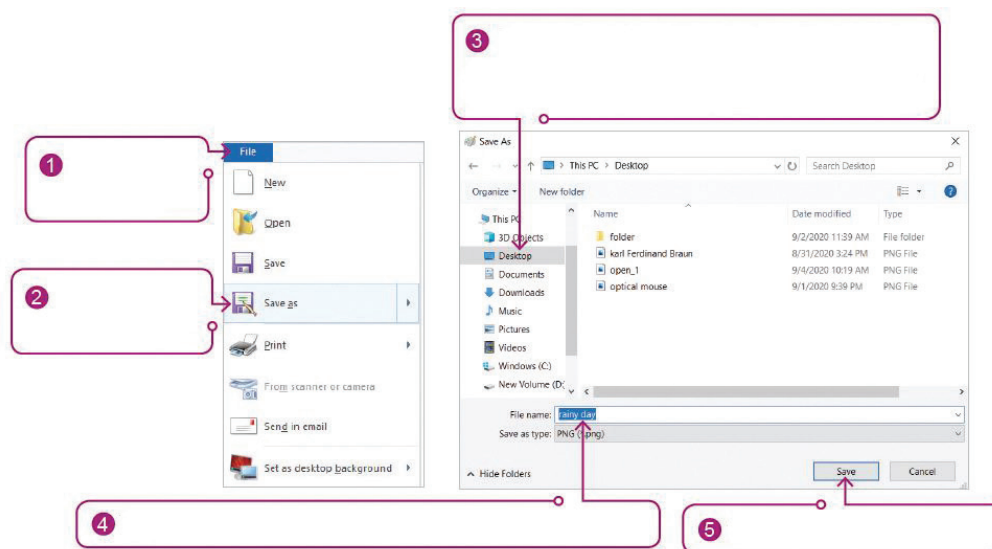 3
1
File
New
Open
Save
2
Save as
Print
From scanner or camera
Send in email
Set as desktop background
Save As
This PC > Desktop
Search Desktop
Organize
New folder
?
This PC
3D Objects
Desktop
Documents
Downloads
Music
Pictures
Videos
Windows (C:)
New Volume (D:
Name Date modified Type
folder 9/2/2020 11:39 AM File folder
karl Ferdinand Braun 8/31/2020 3:24 PM PNG File
open_1 9/4/2020 10:19 AM PNG File
optical mouse 9/1/2020 9:39 PM PNG File
File name: rainy day
Save as type: PNG (*.png)
Hide Folders
Save
Cancel
4
5